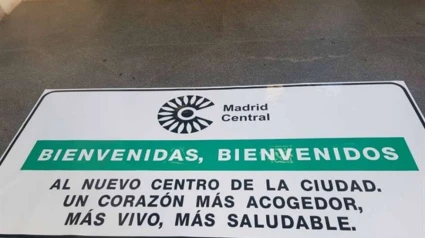 Madrid
Central
BIENVENIDAS, BIENVENIDOS
AL NUEVO CENTRO DE LA CIUDAD.
UN CORAZÓN MÁS ACOGEDOR,
MÁS VIVO, MÁS SALUDABLE.